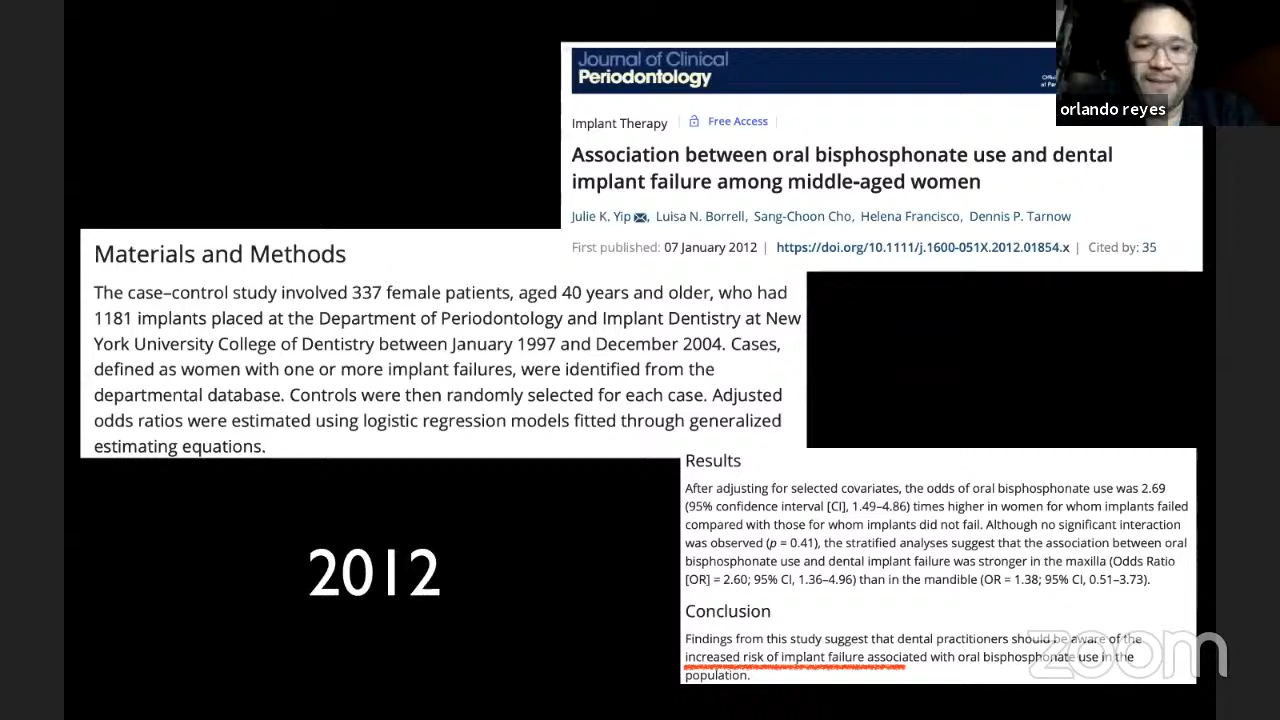 Journal of Clinical
Periodontology
orlando reyes
Implant Therapy
Free Access
Association between oral bisphosphonate use and dental
implant failure among middle-aged women
Julie K. Yip, Luisa N. Borrell, Sang-Choon Cho, Helena Francisco, Dennis P. Tarnow
First published: 07 January 2012 | https://doi.org/10.1111/j.1600-051X.2012.01854.x | Cited by: 35
Materials and Methods
The case–control study involved 337 female patients, aged 40 years and older, who had
1181 implants placed at the Department of Periodontology and Implant Dentistry at New
York University College of Dentistry between January 1997 and December 2004. Cases,
defined as women with one or more implant failures, were identified from the
departmental database. Controls were then randomly selected for each case. Adjusted
odds ratios were estimated using logistic regression models fitted through generalized
estimating equations.
Results
After adjusting for selected covariates, the odds of oral bisphosphonate use was 2.69
(95% confidence interval [CI], 1.49–4.86) times higher in women for whom implants failed
compared with those for whom implants did not fail. Although no significant interaction
was observed (p = 0.41), the stratified analyses suggest that the association between oral
bisphosphonate use and dental implant failure was stronger in the maxilla (Odds Ratio
[OR] = 2.60; 95% CI, 1.36–4.96) than in the mandible (OR = 1.38; 95% CI, 0.51–3.73).
Conclusion
Findings from this study suggest that dental practitioners should be aware of the
increased risk of implant failure associated with oral bisphosphonate use in the
population.
2012
zoom